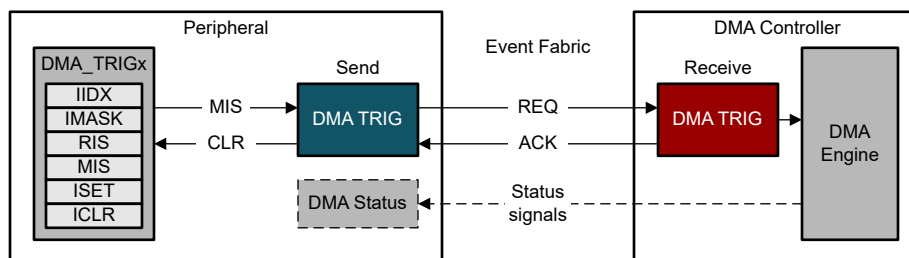 Peripheral
DMA Controller
Event Fabric
DMA_TRIGx
IIDX
IMASK
RIS
MIS
ISET
ICLR
MIS
CLR
Send
DMA TRIG
DMA Status
REQ
ACK
Status
signals
Receive
DMA TRIG
DMA
Engine